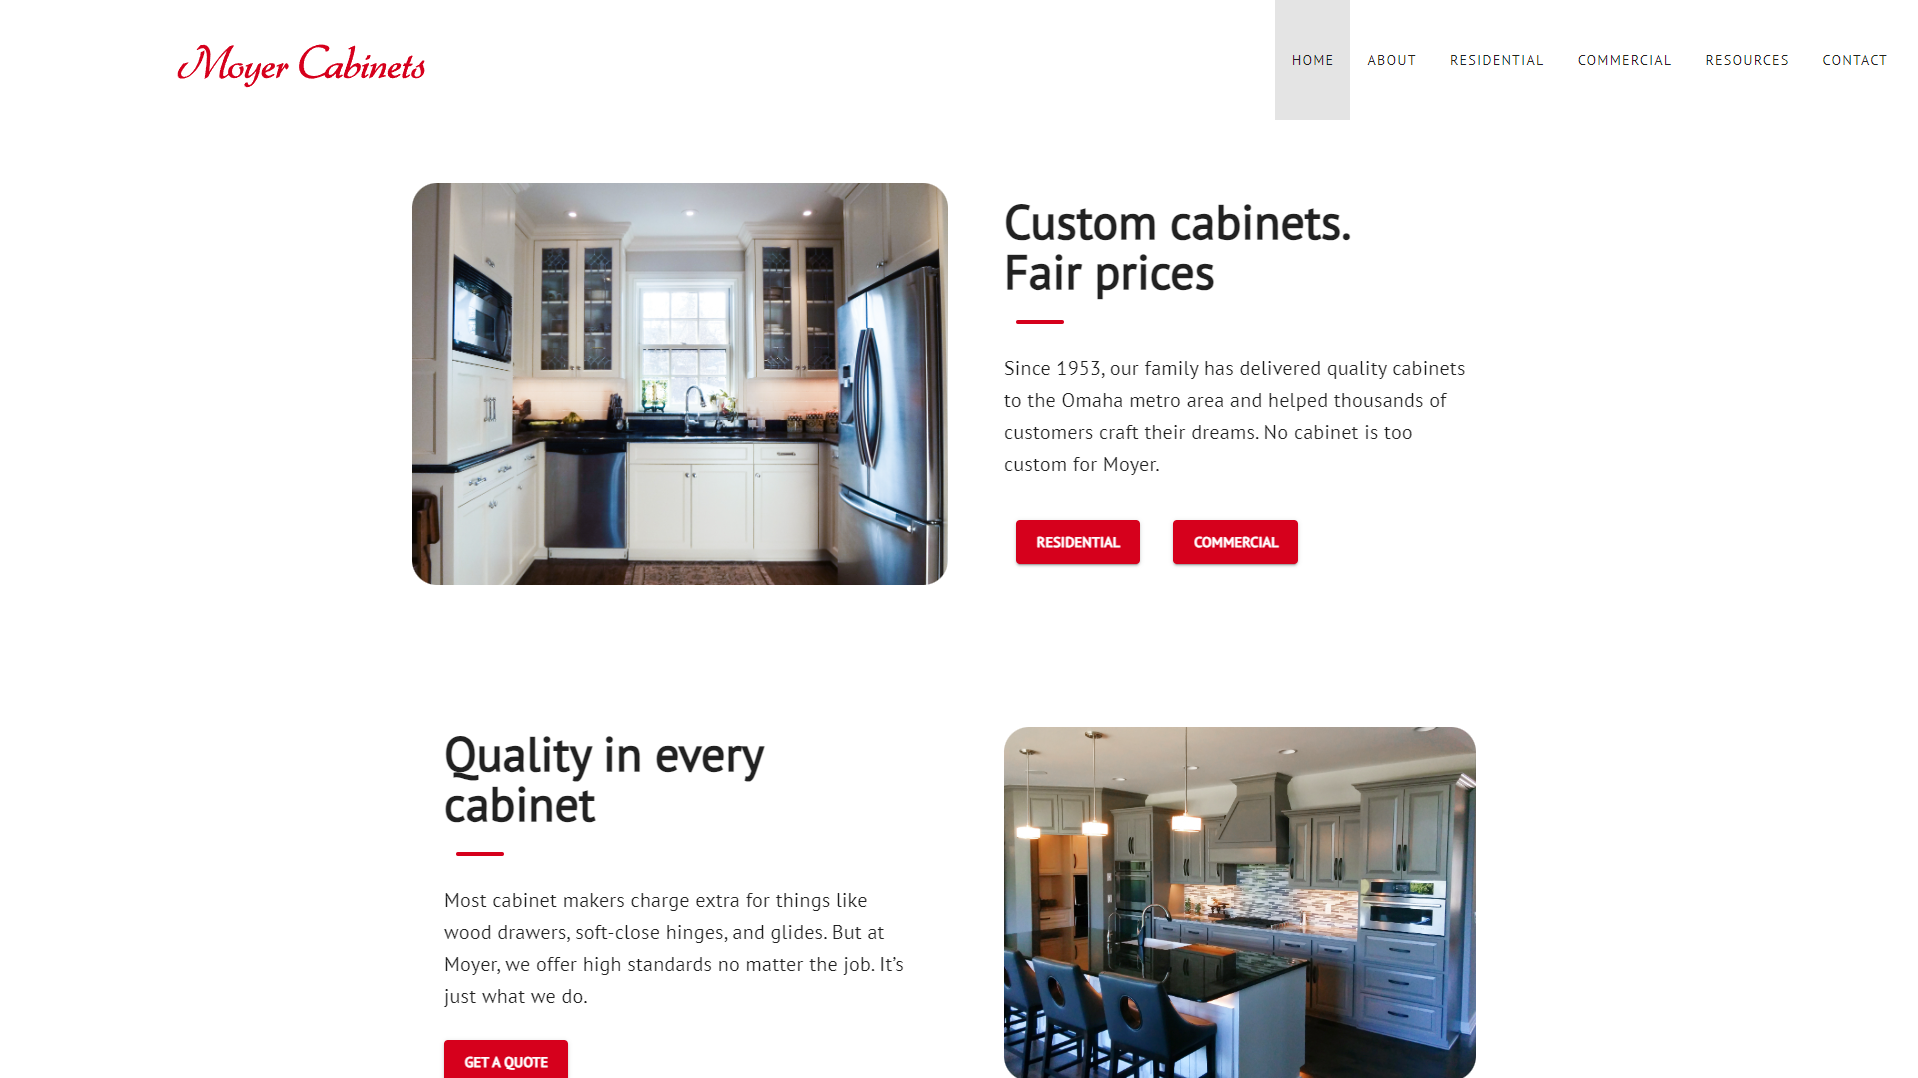 Moyer Cabinets
HOME
ABOUT
RESIDENTIAL
COMMERCIAL
RESOURCES
CONTACT
Custom cabinets.
Fair prices
Since 1953, our family has delivered quality cabinets
to the Omaha metro area and helped thousands of
customers craft their dreams. No cabinet is too
custom for Moyer.
RESIDENTIAL
COMMERCIAL
Quality in every
cabinet
Most cabinet makers charge extra for things like
wood drawers, soft-close hinges, and glides. But at
Moyer, we offer high standards no matter the job. It’s
just what we do.
GET A QUOTE